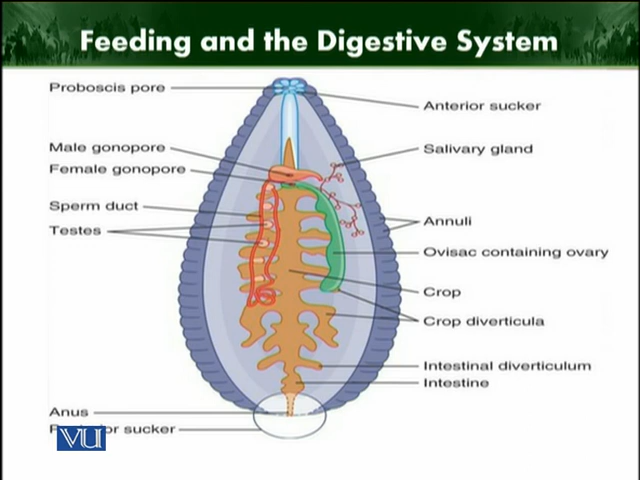 Feeding and the Digestive System
Proboscis pore
Anterior sucker
Male gonopore
Salivary gland
Female gonopore
Sperm duct
Annuli
Testes
Ovisac containing ovary
Crop
Crop diverticula
Intestinal diverticulum
Intestine
Anus
sucker
VU